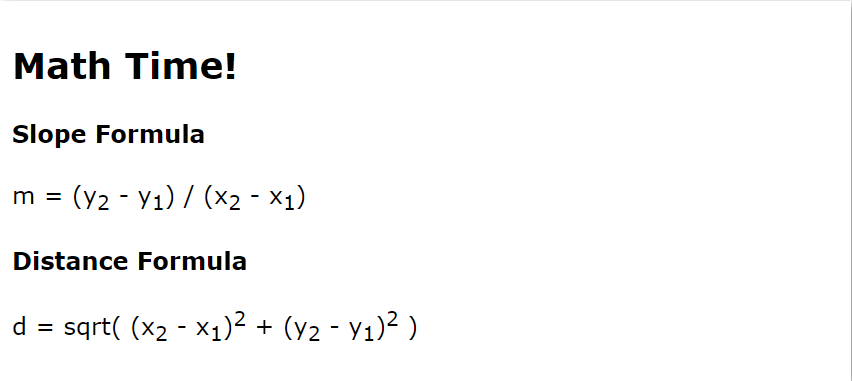 Math Time!
Slope Formula
m = (y₂ - y₁) / (x₂ - x₁)
Distance Formula
d = sqrt( (x₂ - x₁)² + (y₂ - y₁)² )